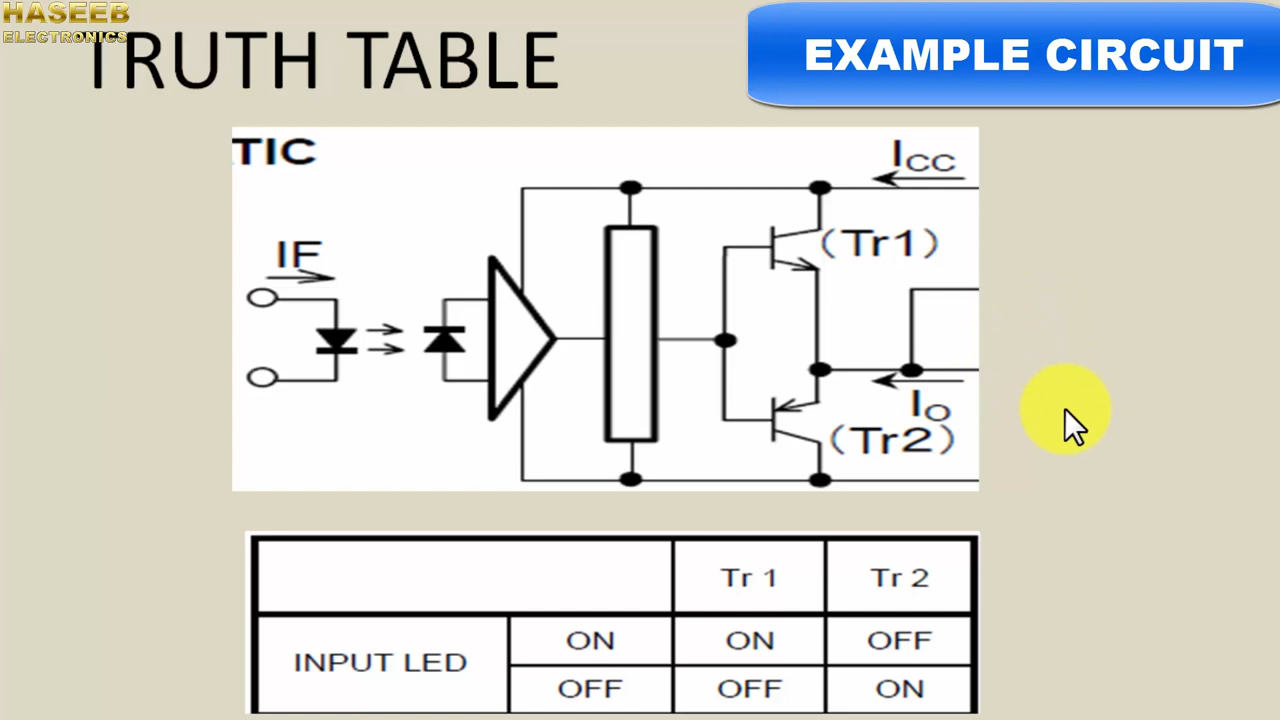 HASEEB
ELECTRONICS
TRUTH TABLE
EXAMPLE CIRCUIT
TIC
ICC
IF
(Tr1)
IO
(Tr2)
Tr 1 Tr 2
INPUT LED ON ON OFF
OFF OFF ON